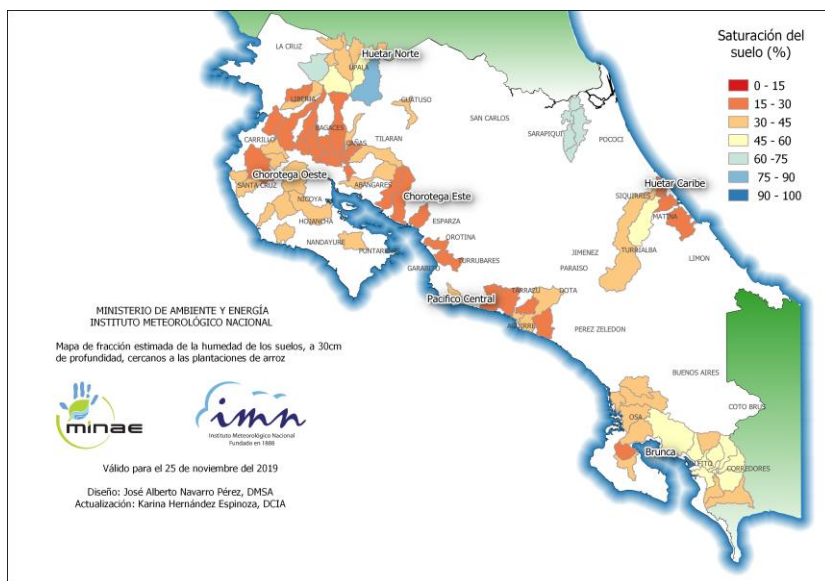 Saturación del
suelo (%)
0 - 15
15 - 30
30 - 45
45 - 60
60 -75
75 - 90
90 - 100
LA CRUZ
Huetar Norte
UPALA
LIBERIA
GUATUSO
BAGACES
SAN CARLOS
SARAPIQUI
POCOCI
CARRILLO
CAÑAS
TILARAN
Chorotega Oeste
SANTA CRUZ
ABANGARES
Chorotega Este
Huetar Caribe
SIQUIRRES
MATINA
NICOYA
HOJANCHA
ESPARZA
NANDAYURE
OROTINA
JIMENEZ
TURRIALBA
LIMON
GARABITO
TURRUBARES
PARAISO
Pacifico Central
TARRAZU
DOTA
AGUIRRE
PEREZ ZELEDON
BUENOS AIRES
COTO BRUS
OSA
Brunca
CORREDORES
MINISTERIO DE AMBIENTE Y ENERGÍA
INSTITUTO METEOROLÓGICO NACIONAL
Mapa de fracción estimada de la humedad de los suelos, a 30cm
de profundidad, cercanos a las plantaciones de arroz
minae
imn
Instituto Meteorológico Nacional
Fundado en 1888
Válido para el 25 de noviembre del 2019
Diseño: José Alberto Navarro Pérez, DMSA
Actualización: Karina Hernández Espinoza, DCIA